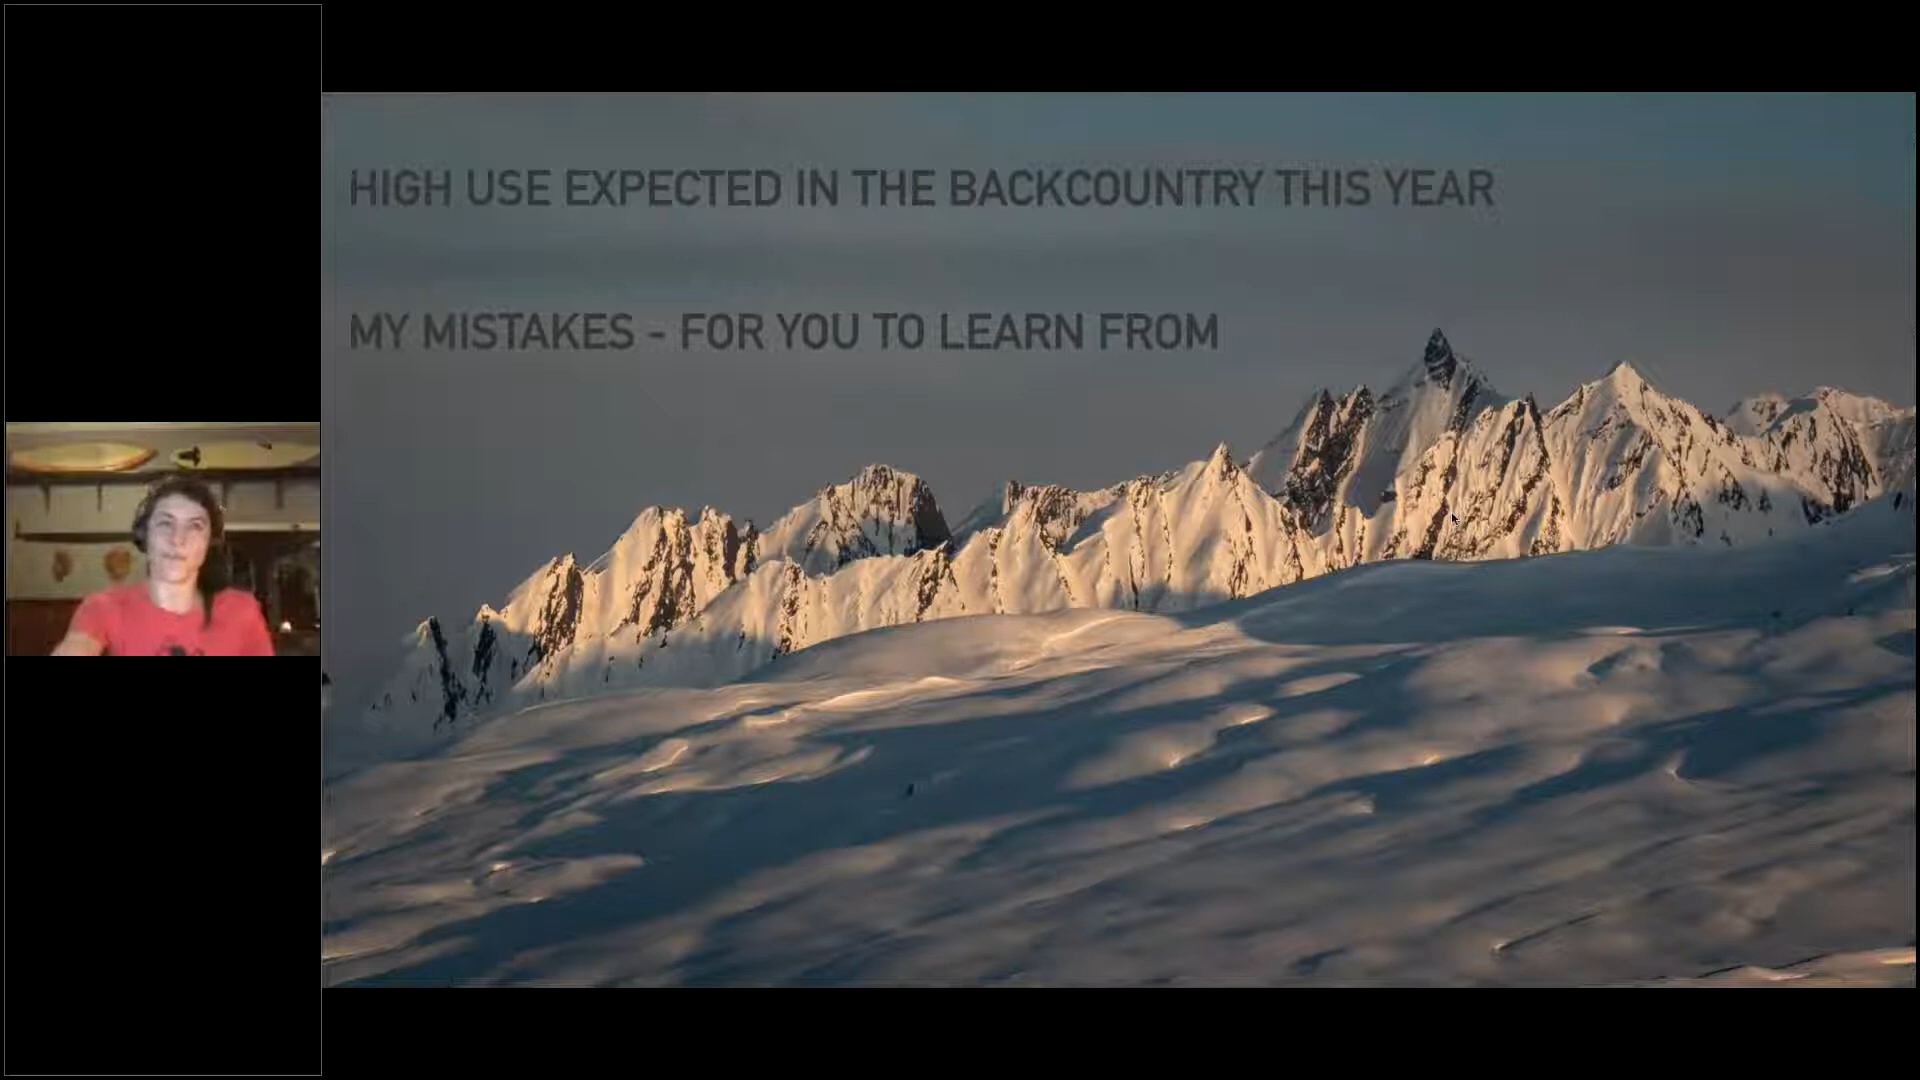 HIGH USE EXPECTED IN THE BACKCOUNTRY THIS YEAR
MY MISTAKES - FOR YOU TO LEARN FROM